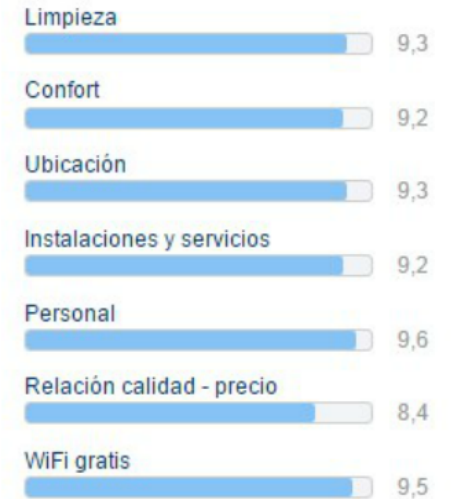 Limpieza
9,3
Confort
9,2
Ubicación
9,3
Instalaciones y servicios
9,2
Personal
9,6
Relación calidad - precio
8,4
WiFi gratis
9,5